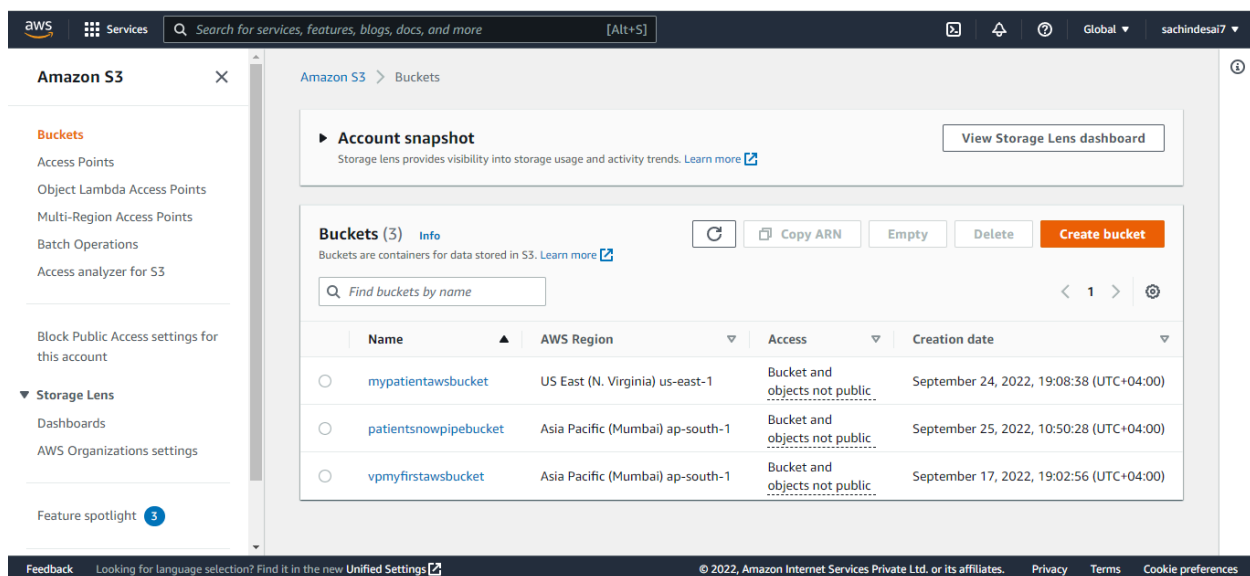 aws
Services
Search for services, features, blogs, docs, and more [Alt+S]
Global ▼
sachindesai7 ▼
Amazon S3
Buckets
Access Points
Object Lambda Access Points
Multi-Region Access Points
Batch Operations
Access analyzer for S3
Block Public Access settings for
this account
▼ Storage Lens
Dashboards
AWS Organizations settings
Feature spotlight 3
Amazon S3 > Buckets
Account snapshot
Storage lens provides visibility into storage usage and activity trends. Learn more
View Storage Lens dashboard
Buckets (3) Info
Buckets are containers for data stored in S3. Learn more
Copy ARN
Empty
Delete
Create bucket
Find buckets by name
< 1 >
Name ▲ AWS Region Access Creation date
mypatientawsbucket US East (N. Virginia) us-east-1 Bucket and
objects not public September 24, 2022, 19:08:38 (UTC+04:00)
patientsnowpipebucket Asia Pacific (Mumbai) ap-south-1 Bucket and
objects not public September 25, 2022, 10:50:28 (UTC+04:00)
vpmyfirstawsbucket Asia Pacific (Mumbai) ap-south-1 Bucket and
objects not public September 17, 2022, 19:02:56 (UTC+04:00)
Feedback Looking for language selection? Find it in the new Unified Settings © 2022, Amazon Internet Services Private Ltd. or its affiliates. Privacy Terms Cookie preferences